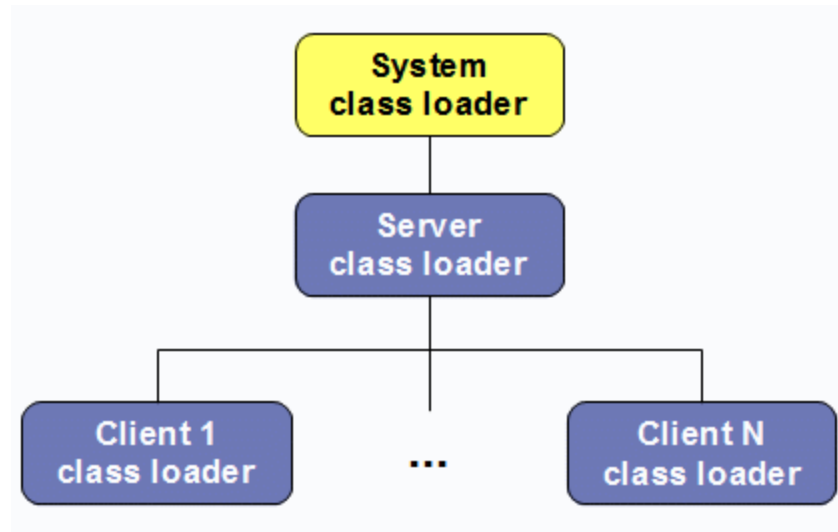 System
class loader
Server
class loader
Client 1
class loader
...
Client N
class loader